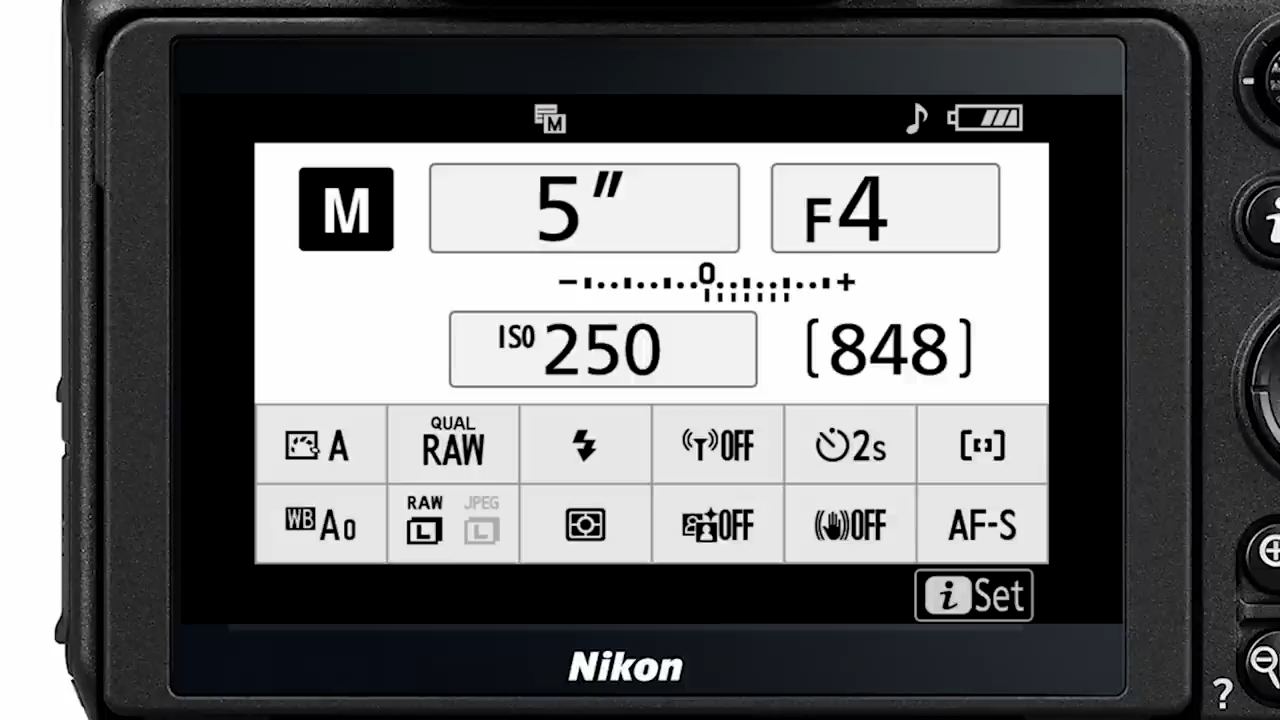 M
M 5″ F4
− 0 +
ISO 250 [848]
A QUAL RAW ⚡ (T) OFF 2s [ ]
WB A0 RAW L JPEG L OFF OFF AF-S
i Set
Nikon
?